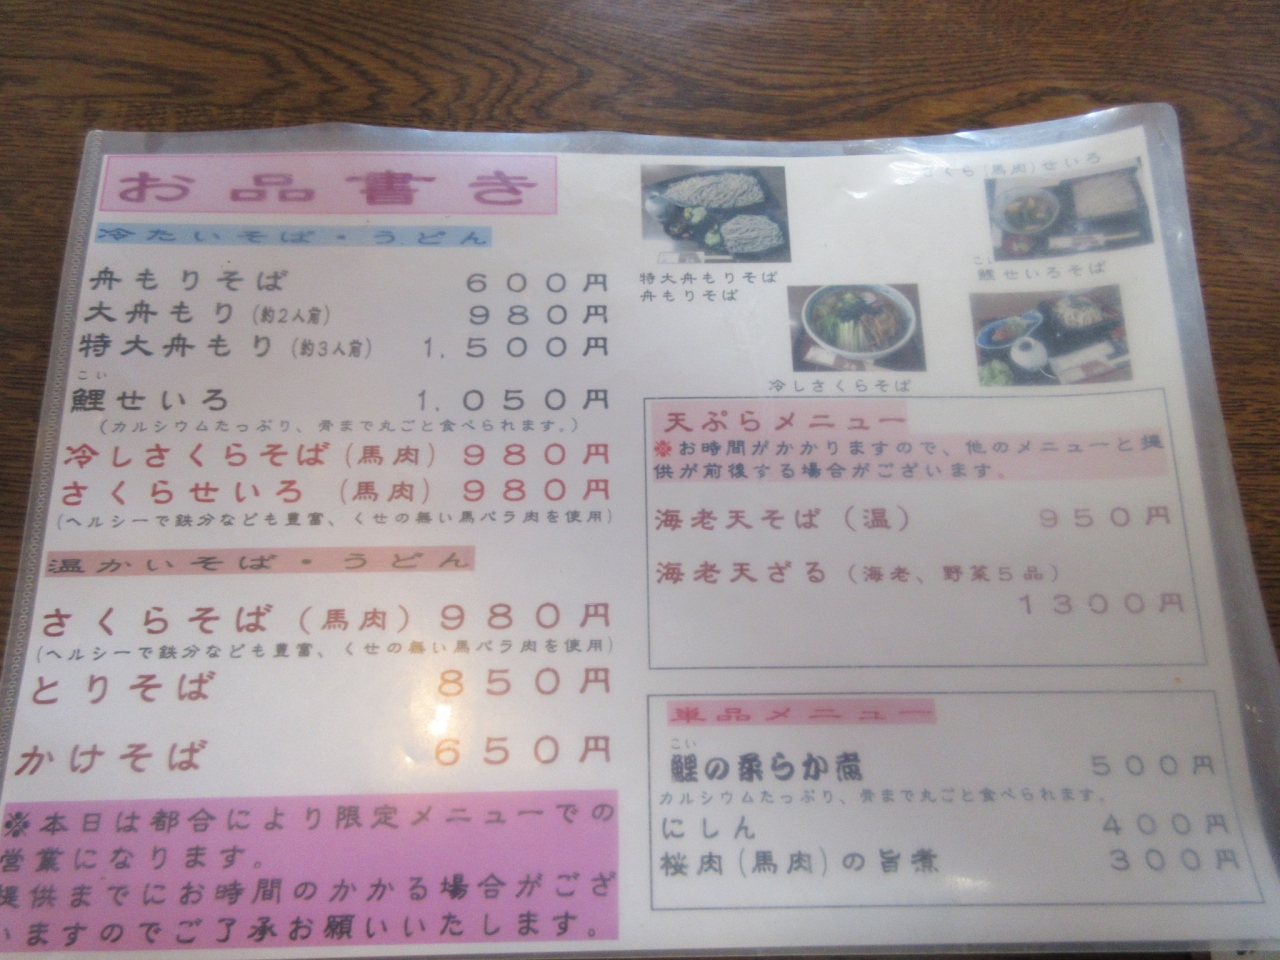 お品書き
冷たいそば・うどん
舟もりそば 600円
大舟もり(約2人前) 980円
特大舟もり(約3人前) 1,500円
こい
鯉せいろ 1,050円
(カルシウムたっぷり、骨まで丸ごと食べられます。)
冷しさくらそば(馬肉) 980円
さくらせいろ(馬肉) 980円
(ヘルシーで鉄分なども豊富、くせの無い馬バラ肉を使用)
温かいそば・うどん
さくらそば(馬肉) 980円
(ヘルシーで鉄分なども豊富、くせの無い馬バラ肉を使用)
とりそば 850円
かけそば 650円
※本日は都合により限定メニューでの
営業になります。
提供までにお時間のかかる場合がござ
いますのでご了承お願いいたします。
さくら(馬肉)せいろ
特大舟もりそば
舟もりそば
こい
鯉せいろそば
冷しさくらそば
天ぷらメニュー
※お時間がかかりますので、他のメニューと提
供が前後する場合がございます。
海老天そば(温) 950円
海老天ざる(海老、野菜5品)
1300円
単品メニュー
こい
鯉の柔らか煮 500円
カルシウムたっぷり、骨まで丸ごと食べられます。
にしん 400円
桜肉(馬肉)の旨煮 300円